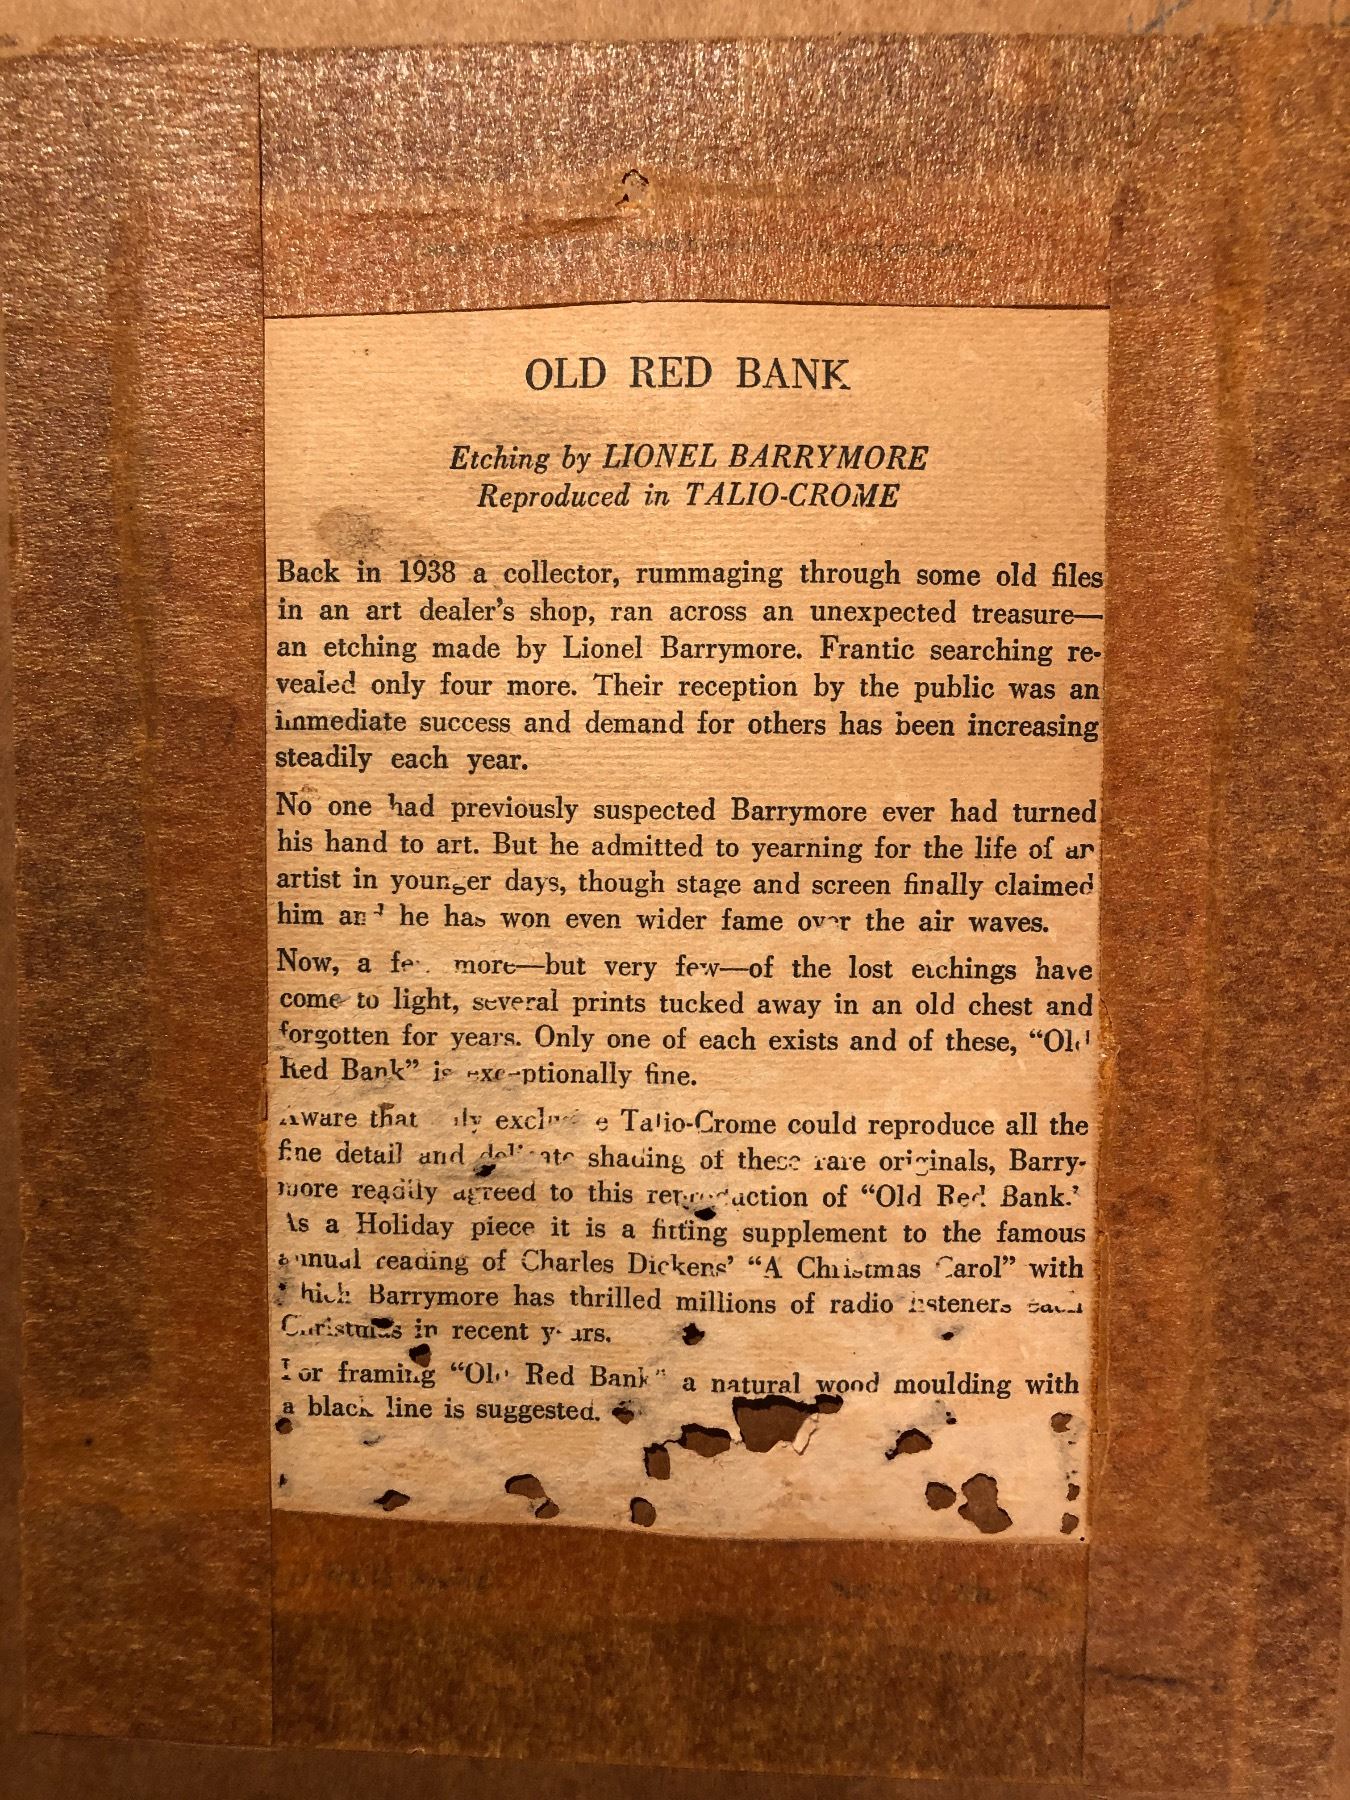 OLD RED BANK
Etching by LIONEL BARRYMORE
Reproduced in TALIO-CROME
Back in 1938 a collector, rummaging through some old files
in an art dealer's shop, ran across an unexpected treasure—
an etching made by Lionel Barrymore. Frantic searching re-
vealed only four more. Their reception by the public was an
immediate success and demand for others has been increasing
steadily each year.
No one had previously suspected Barrymore ever had turned
his hand to art. But he admitted to yearning for the life of an
artist in younger days, though stage and screen finally claimed
him and he has won even wider fame over the air waves.
Now, a few more—but very few—of the lost etchings have
come to light, several prints tucked away in an old chest and
forgotten for years. Only one of each exists and of these, "Old
Red Bank" is exceptionally fine.
Aware that only exclusive Talio-Crome could reproduce all the
fine detail and delicate shading of these rare originals, Barry-
more readily agreed to this reproduction of "Old Red Bank."
As a Holiday piece it is a fitting supplement to the famous
annual reading of Charles Dickens' "A Christmas Carol" with
which Barrymore has thrilled millions of radio listeners each
Christmas in recent years.
For framing "Old Red Bank" a natural wood moulding with
a black line is suggested.